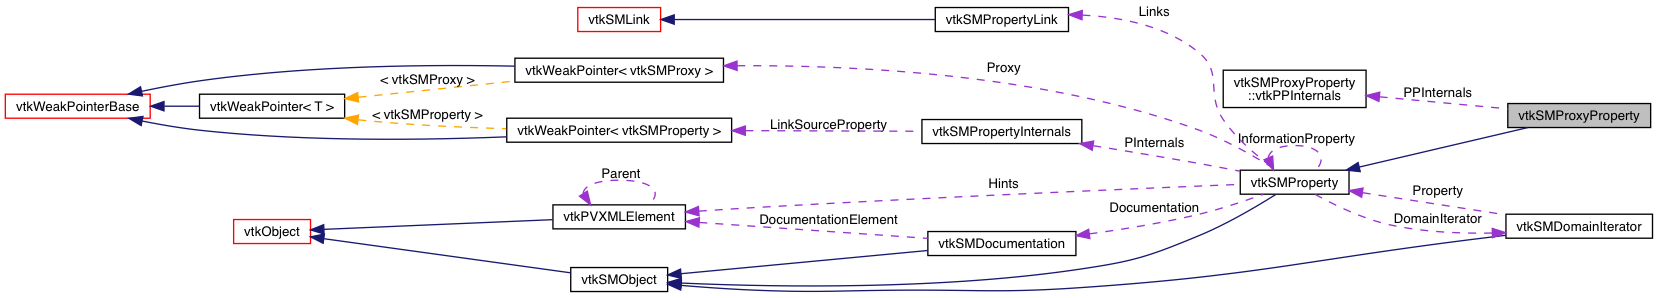 Links
vtkSMLink
vtkSMPropertyLink
Proxy
vtkWeakPointer< vtkSMProxy >
< vtkSMProxy >
vtkSMProxyProperty
::vtkPPInternals
PPInternals
vtkWeakPointerBase
vtkWeakPointer< T >
< vtkSMProperty >
vtkSMProxyProperty
LinkSourceProperty
vtkWeakPointer< vtkSMProperty >
vtkSMPropertyInternals
InformationProperty
PInternals
Parent
Hints
vtkSMProperty
Property
vtkPVXMLElement
DocumentationElement
Documentation
DomainIterator
vtkSMDomainIterator
vtkObject
vtkSMDocumentation
vtkSMObject